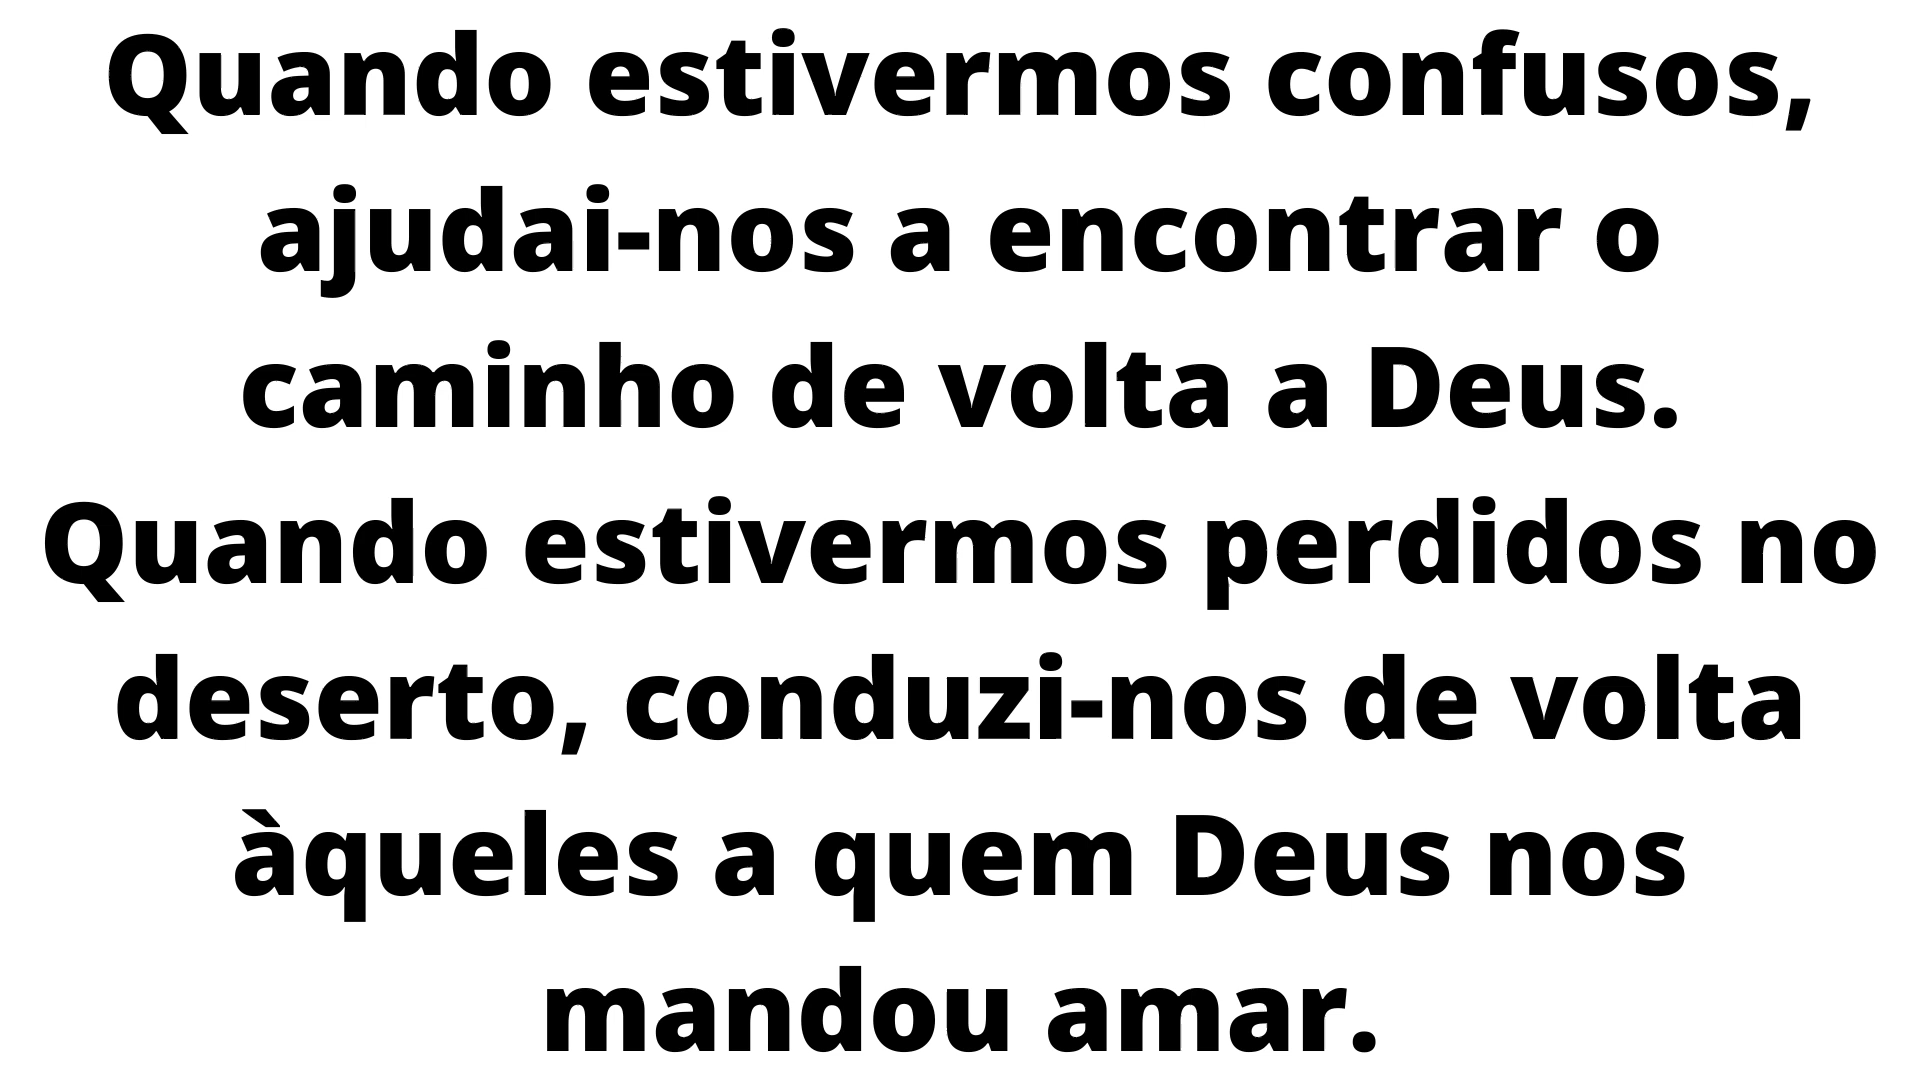 Quando estivermos confusos,
ajudai-nos a encontrar o
caminho de volta a Deus.
Quando estivermos perdidos no
deserto, conduzi-nos de volta
àqueles a quem Deus nos
mandou amar.